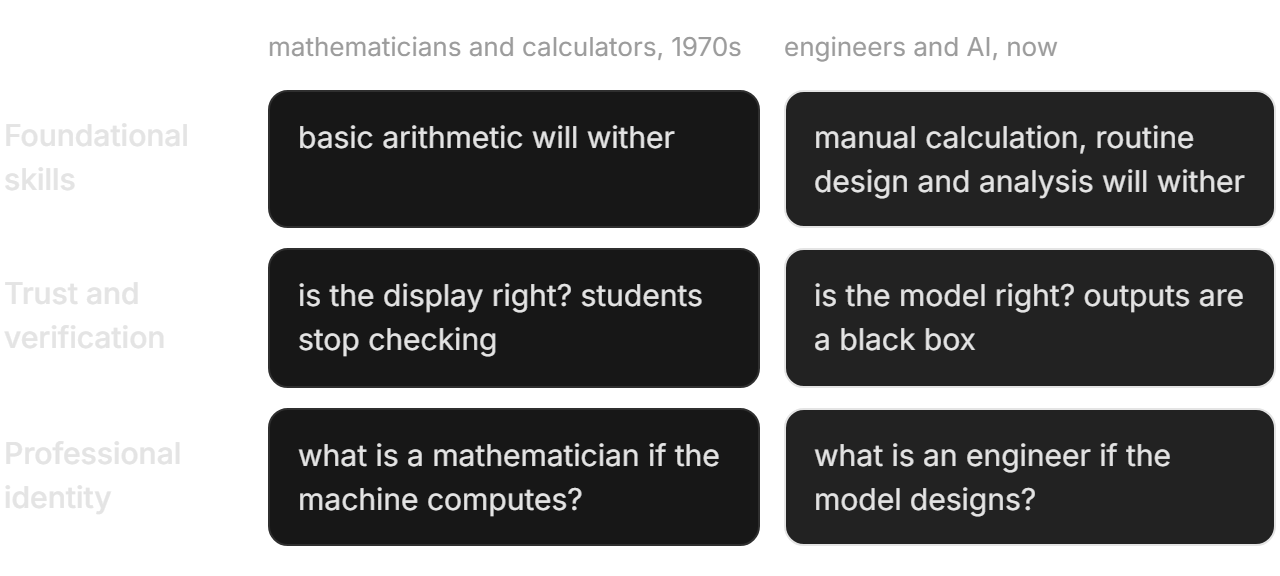 mathematicians and calculators, 1970s
engineers and AI, now
Foundational
skills
basic arithmetic will wither
manual calculation, routine
design and analysis will wither
Trust and
verification
is the display right? students
stop checking
is the model right? outputs are
a black box
Professional
identity
what is a mathematician if the
machine computes?
what is an engineer if the
model designs?